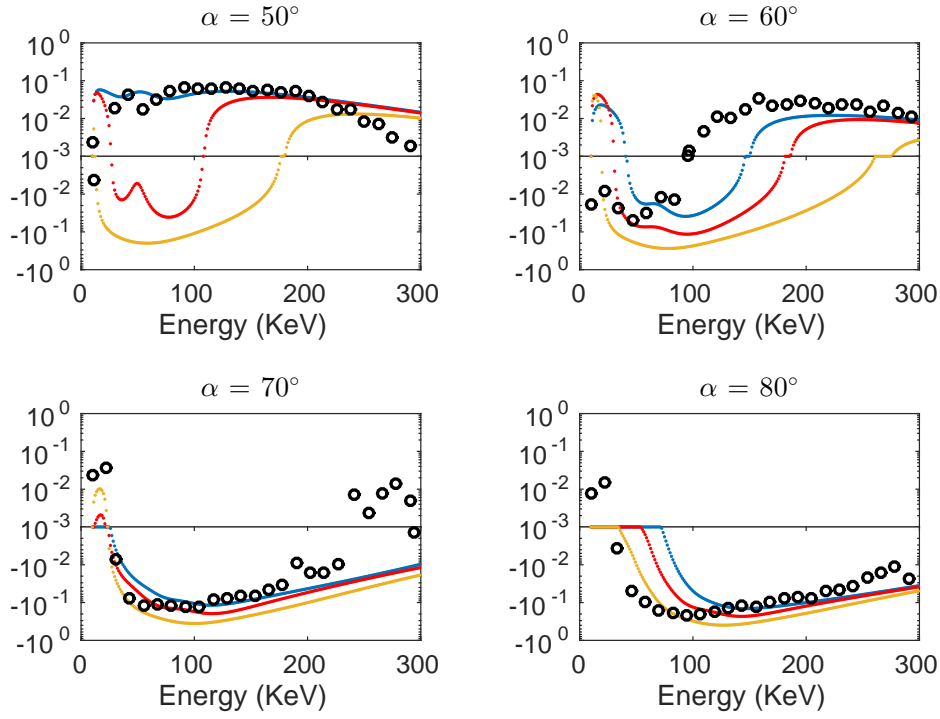 α = 50°
α = 60°
10^0
10^-1
10^-2
10^-3
-10^-2
-10^-1
-10^0
0 100 200 300
Energy (KeV)
10^0
10^-1
10^-2
10^-3
-10^-2
-10^-1
-10^0
0 100 200 300
Energy (KeV)
α = 70°
α = 80°
10^0
10^-1
10^-2
10^-3
-10^-2
-10^-1
-10^0
0 100 200 300
Energy (KeV)
10^0
10^-1
10^-2
10^-3
-10^-2
-10^-1
-10^0
0 100 200 300
Energy (KeV)